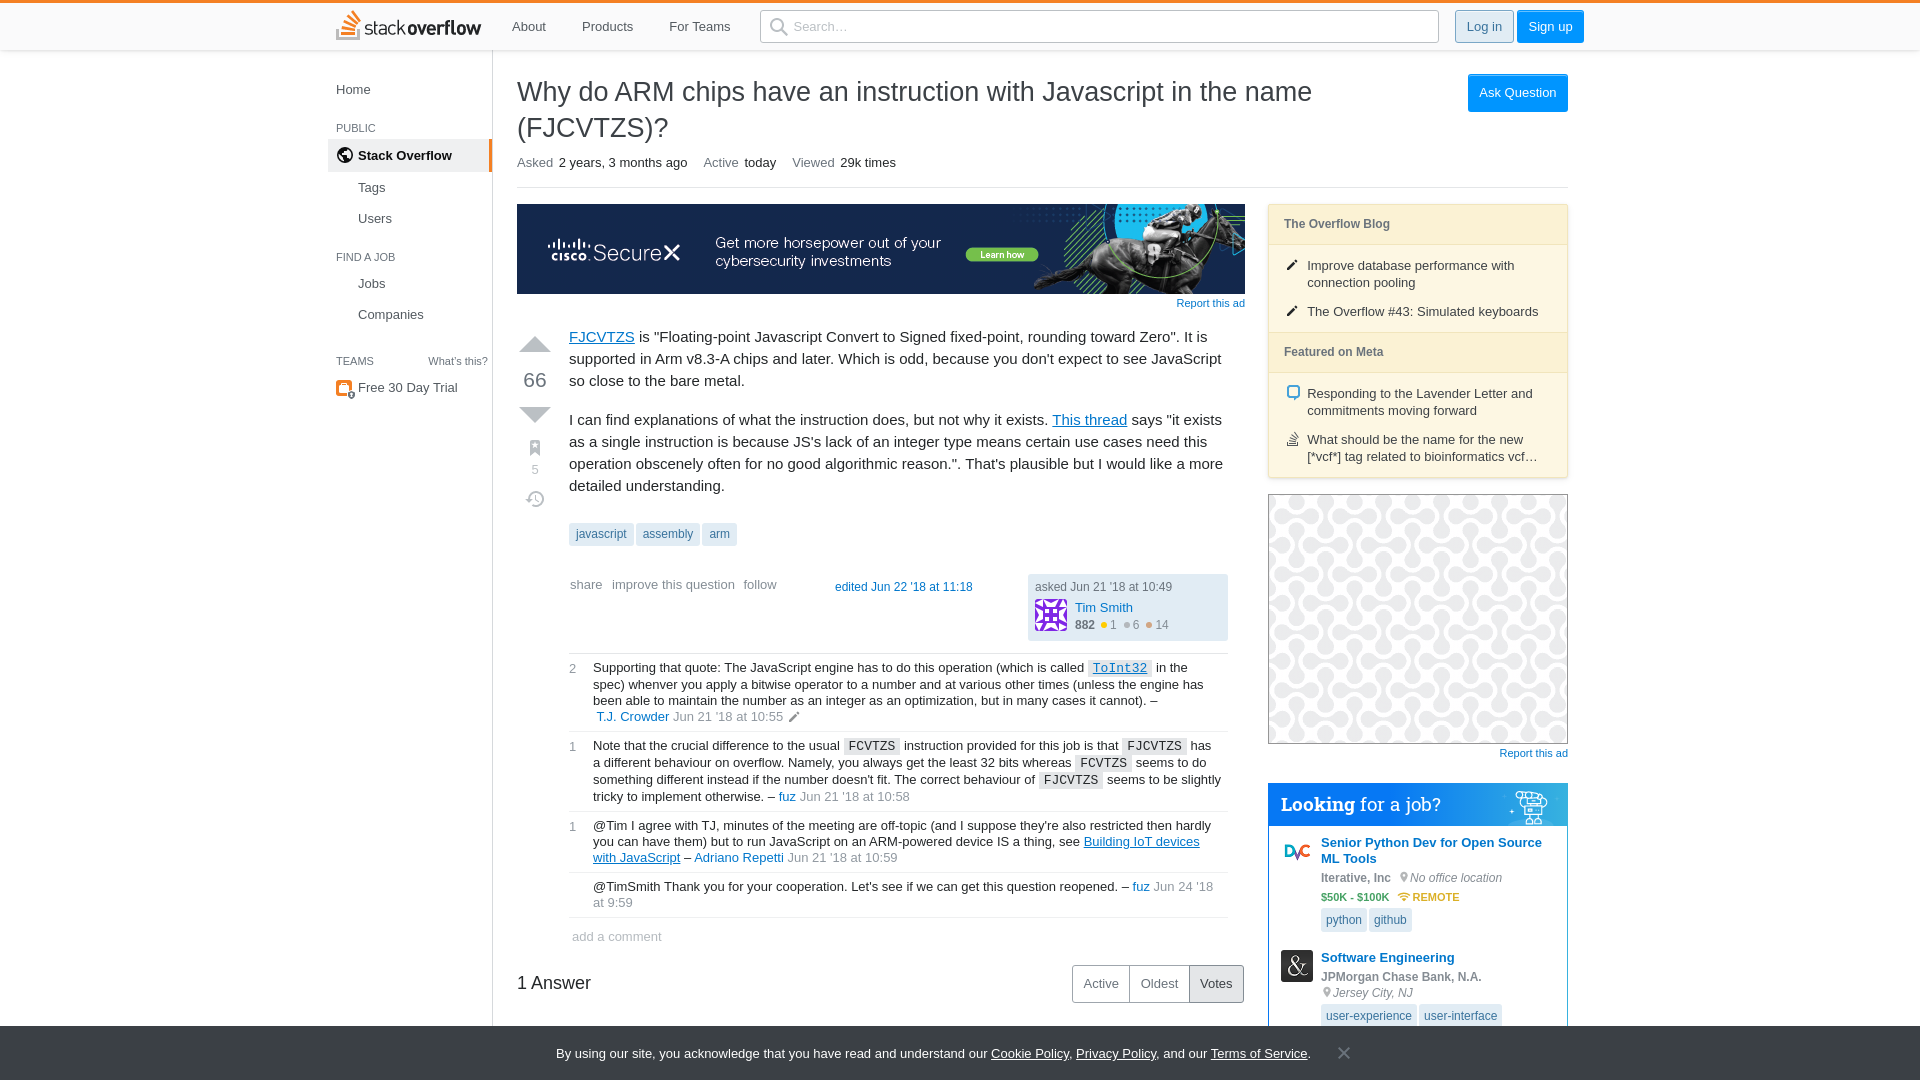 stackoverflow
About
Products
For Teams
Search…
Log in
Sign up
Home
PUBLIC
Stack Overflow
Tags
Users
FIND A JOB
Jobs
Companies
TEAMS
What's this?
Free 30 Day Trial
Why do ARM chips have an instruction with Javascript in the name
(FJCVTZS)?
Ask Question
Asked 2 years, 3 months ago Active today Viewed 29k times
cisco SecureX
Get more horsepower out of your
cybersecurity investments
Learn how
Report this ad
66
5
FJCVTZS is "Floating-point Javascript Convert to Signed fixed-point, rounding toward Zero". It is
supported in Arm v8.3-A chips and later. Which is odd, because you don't expect to see JavaScript
so close to the bare metal.
I can find explanations of what the instruction does, but not why it exists. This thread says "it exists
as a single instruction is because JS's lack of an integer type means certain use cases need this
operation obscenely often for no good algorithmic reason.". That's plausible but I would like a more
detailed understanding.
javascript assembly arm
share improve this question follow
edited Jun 22 '18 at 11:18
asked Jun 21 '18 at 10:49
Tim Smith
882 1 6 14
2 Supporting that quote: The JavaScript engine has to do this operation (which is called ToInt32 in the
spec) whenver you apply a bitwise operator to a number and at various other times (unless the engine has
been able to maintain the number as an integer as an optimization, but in many cases it cannot). –
T.J. Crowder Jun 21 '18 at 10:55
1 Note that the crucial difference to the usual FCVTZS instruction provided for this job is that FJCVTZS has
a different behaviour on overflow. Namely, you always get the least 32 bits whereas FCVTZS seems to do
something different instead if the number doesn't fit. The correct behaviour of FJCVTZS seems to be slightly
tricky to implement otherwise. – fuz Jun 21 '18 at 10:58
1 @Tim I agree with TJ, minutes of the meeting are off-topic (and I suppose they're also restricted then hardly
you can have them) but to run JavaScript on an ARM-powered device IS a thing, see Building IoT devices
with JavaScript – Adriano Repetti Jun 21 '18 at 10:59
@TimSmith Thank you for your cooperation. Let's see if we can get this question reopened. – fuz Jun 24 '18
at 9:59
add a comment
1 Answer
Active Oldest Votes
The Overflow Blog
Improve database performance with
connection pooling
The Overflow #43: Simulated keyboards
Featured on Meta
Responding to the Lavender Letter and
commitments moving forward
What should be the name for the new
[*vcf*] tag related to bioinformatics vcf…
Report this ad
Looking for a job?
DVC
Senior Python Dev for Open Source
ML Tools
Iterative, Inc No office location
$50K - $100K REMOTE
python github
&
Software Engineering
JPMorgan Chase Bank, N.A.
Jersey City, NJ
user-experience user-interface
By using our site, you acknowledge that you have read and understand our Cookie Policy, Privacy Policy, and our Terms of Service.